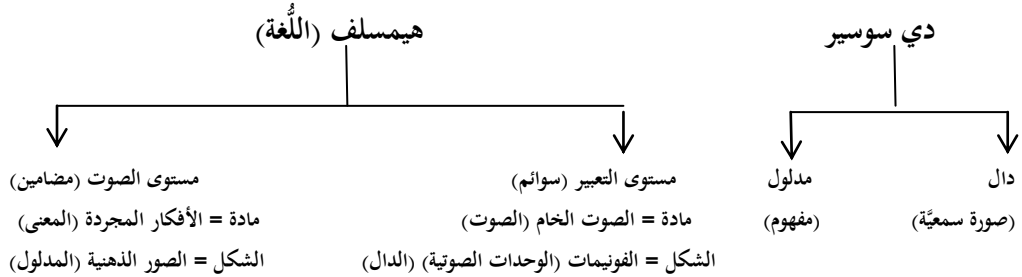 دي سوسير
هيمسلف (اللُّغة)
دال
مدلول
مستوى التعبير (سوائم)
مستوى الصوت (مضامين)
(صورة سمعيَّة)
(مفهوم)
مادة = الصوت الخام (الصوت)
مادة = الأفكار المجردة (المعنى)
الشكل = الفونيمات (الوحدات الصوتية) (الدال)
الشكل = الصور الذهنية (المدلول)